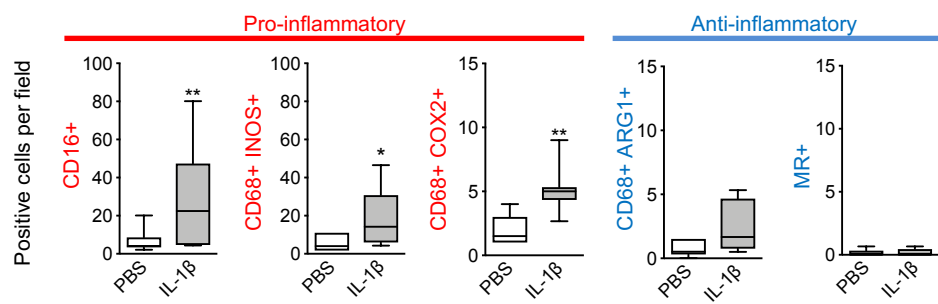 Pro-inflammatory
Anti-inflammatory
Positive cells per field
CD16+
100
80
60
40
20
0
**
PBS
IL-1β
CD68+ INOS+
100
80
60
40
20
0
*
PBS
IL-1β
CD68+ COX2+
15
10
5
0
**
PBS
IL-1β
CD68+ ARG1+
15
10
5
0
PBS
IL-1β
MR+
15
10
5
0
PBS
IL-1β